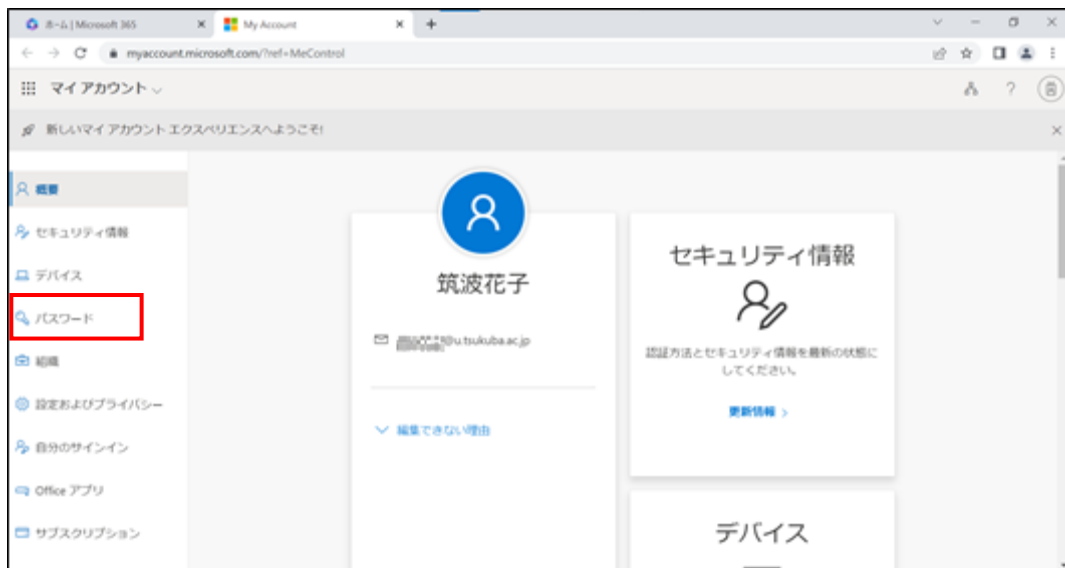 ホーム | Microsoft 365
My Account
myaccount.microsoft.com/?ref=MeControl
マイ アカウント
?
新しいマイ アカウント エクスペリエンスへようこそ!
概要
セキュリティ情報
デバイス
パスワード
組織
設定およびプライバシー
自分のサインイン
Office アプリ
サブスクリプション
筑波花子
@u.tsukuba.ac.jp
編集できない理由
セキュリティ情報
認証方法とセキュリティ情報を最新の状態に
してください。
更新情報 >
デバイス